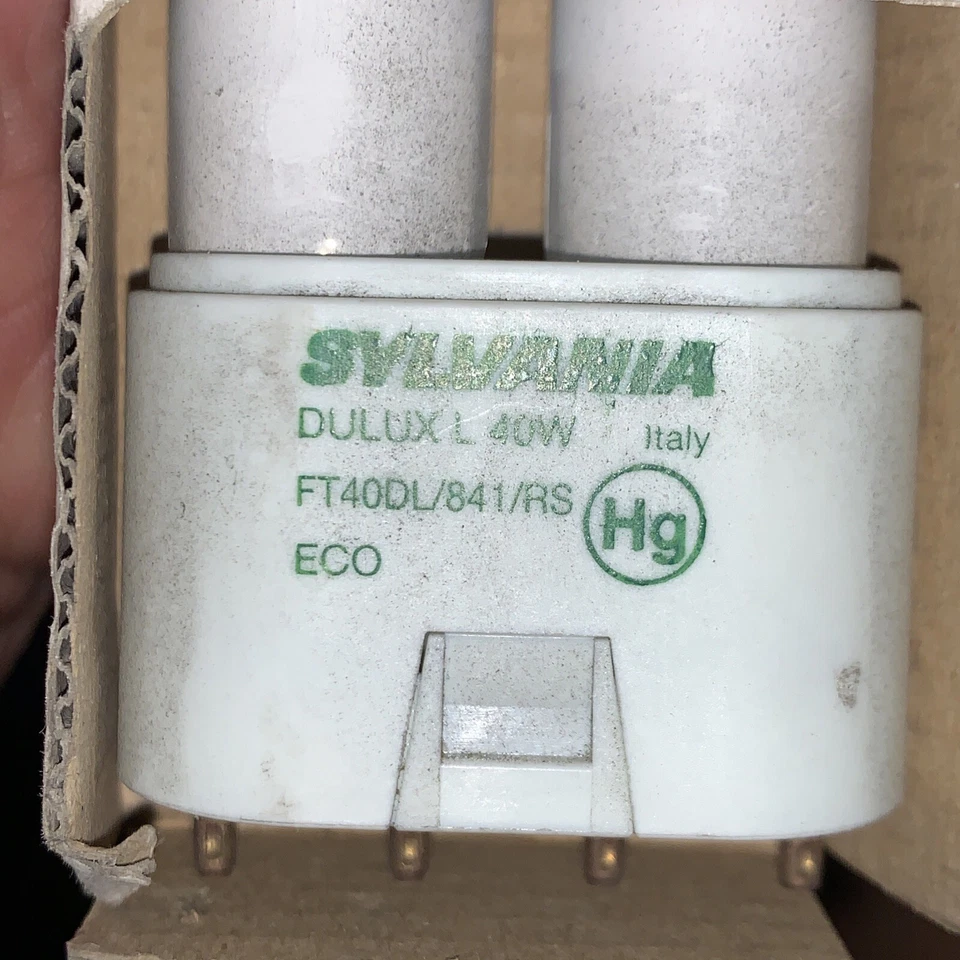 SYLVANIA
DULUX L 40W Italy
FT40DL/841/RS Hg
ECO